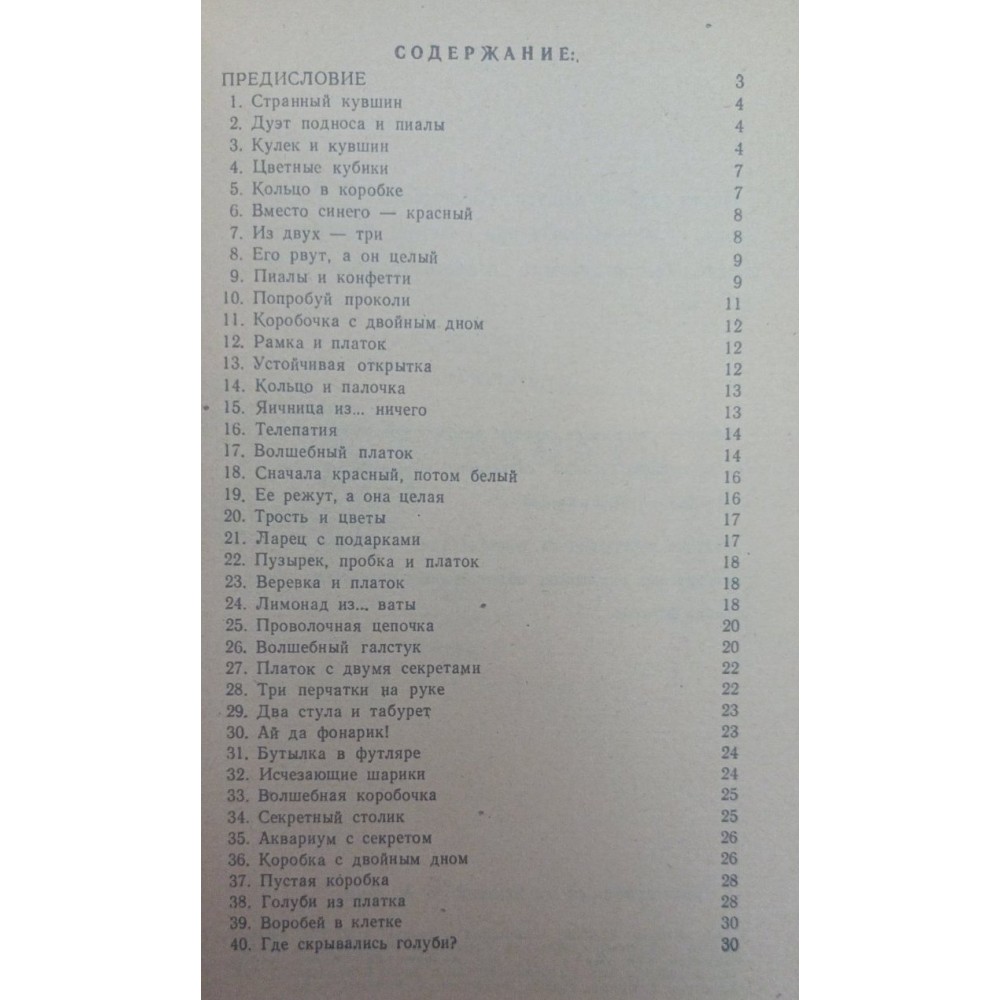 СОДЕРЖАНИЕ:.
ПРЕДИСЛОВИЕ 3
1. Странный кувшин 4
2. Дуэт подноса и пиалы 4
3. Кулек и кувшин 4
4. Цветные кубики 7
5. Кольцо в коробке 7
6. Вместо синего — красный 8
7. Из двух — три 8
8. Его рвут, а он целый 9
9. Пиалы и конфетти 9
10. Попробуй проколи 11
11. Коробочка с двойным дном 12
12. Рамка и платок 12
13. Устойчивая открытка 12
14. Кольцо и палочка 13
15. Яичница из... ничего 13
16. Телепатия 14
17. Волшебный платок 14
18. Сначала красный, потом белый 16
19. Ее режут, а она целая 16
20. Трость и цветы 17
21. Ларец с подарками 17
22. Пузырек, пробка и платок 18
23. Веревка и платок 18
24. Лимонад из... ваты 18
25. Проволочная цепочка 20
26. Волшебный галстук 20
27. Платок с двумя секретами 22
28. Три перчатки на руке 22
29. Два стула и табурет 23
30. Ай да фонарик! 23
31. Бутылка в футляре 24
32. Исчезающие шарики 24
33. Волшебная коробочка 25
34. Секретный столик 25
35. Аквариум с секретом 26
36. Коробка с двойным дном 26
37. Пустая коробка 28
38. Голуби из платка 28
39. Воробей в клетке 30
40. Где скрывались голуби? 30